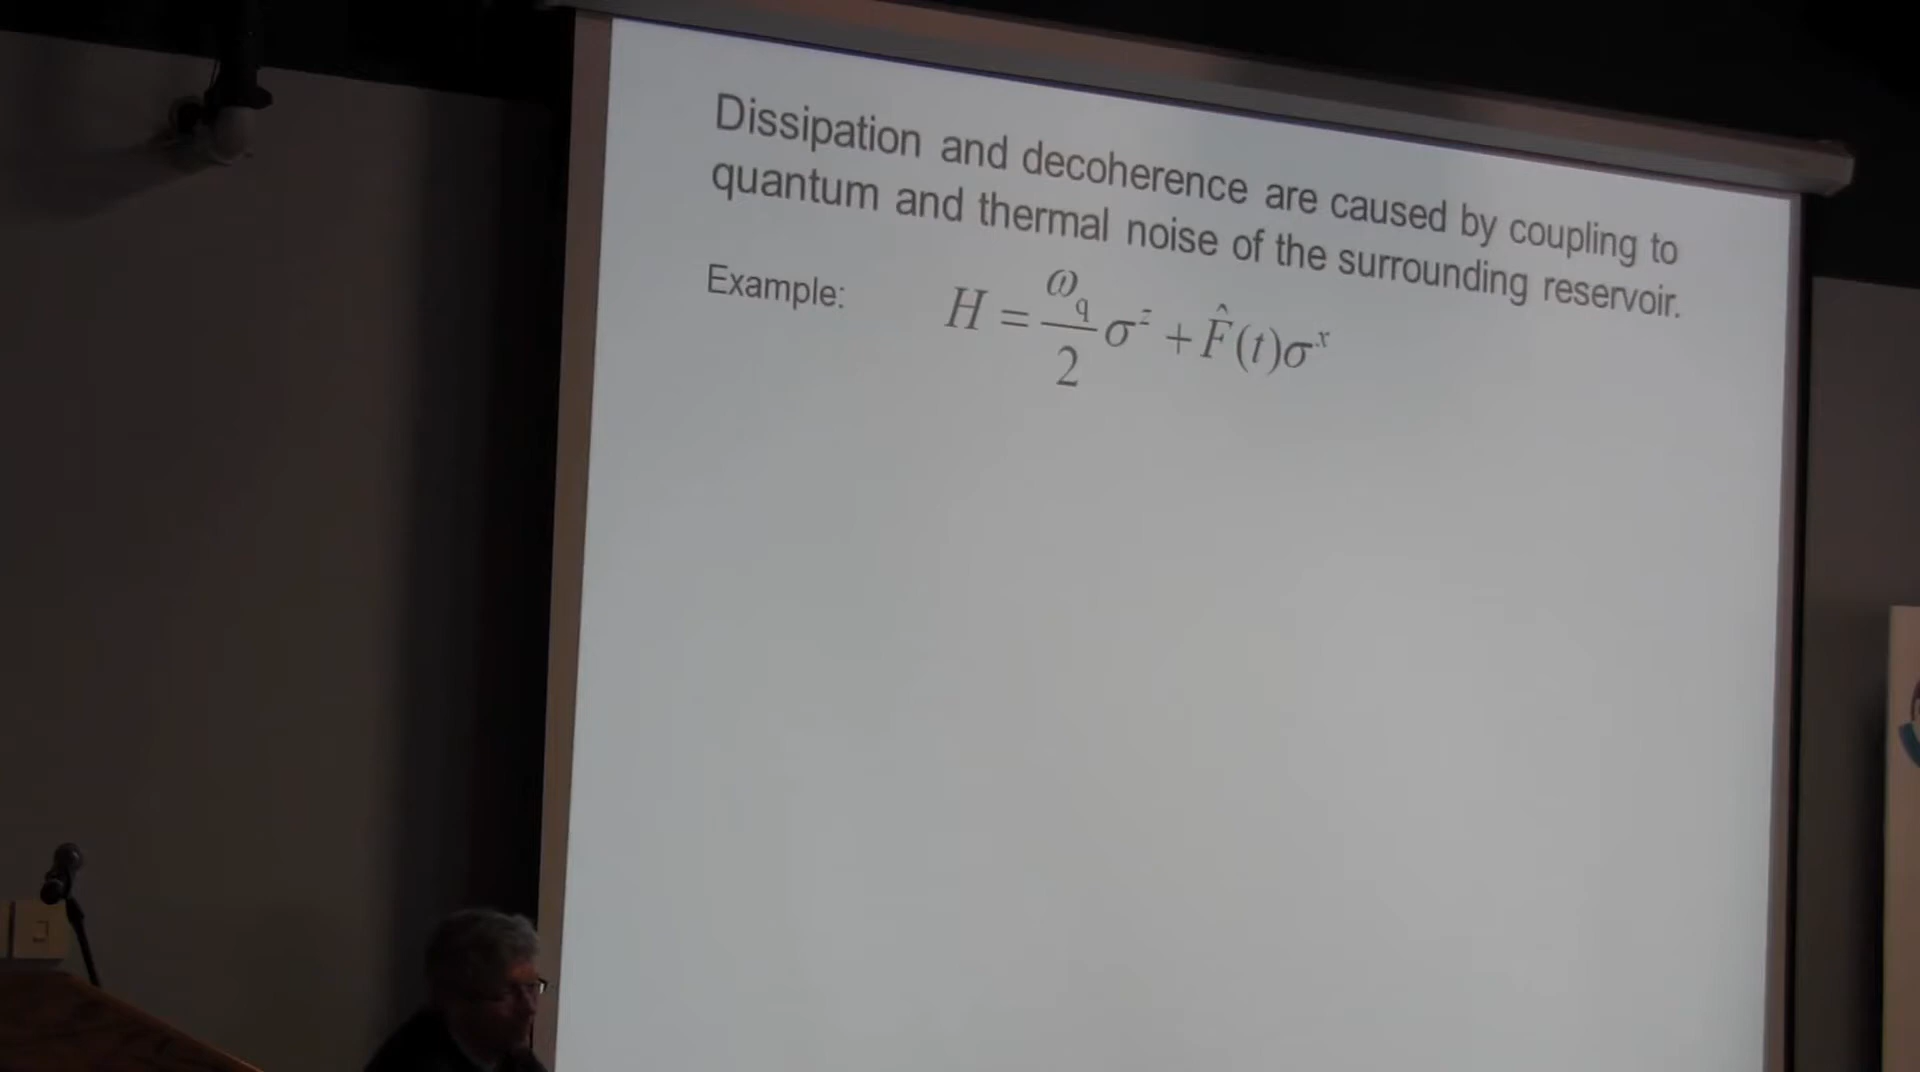 Dissipation and decoherence are caused by coupling to
quantum and thermal noise of the surrounding reservoir.
Example: H = ω_q/2 σ^z + F̂(t)σ^x